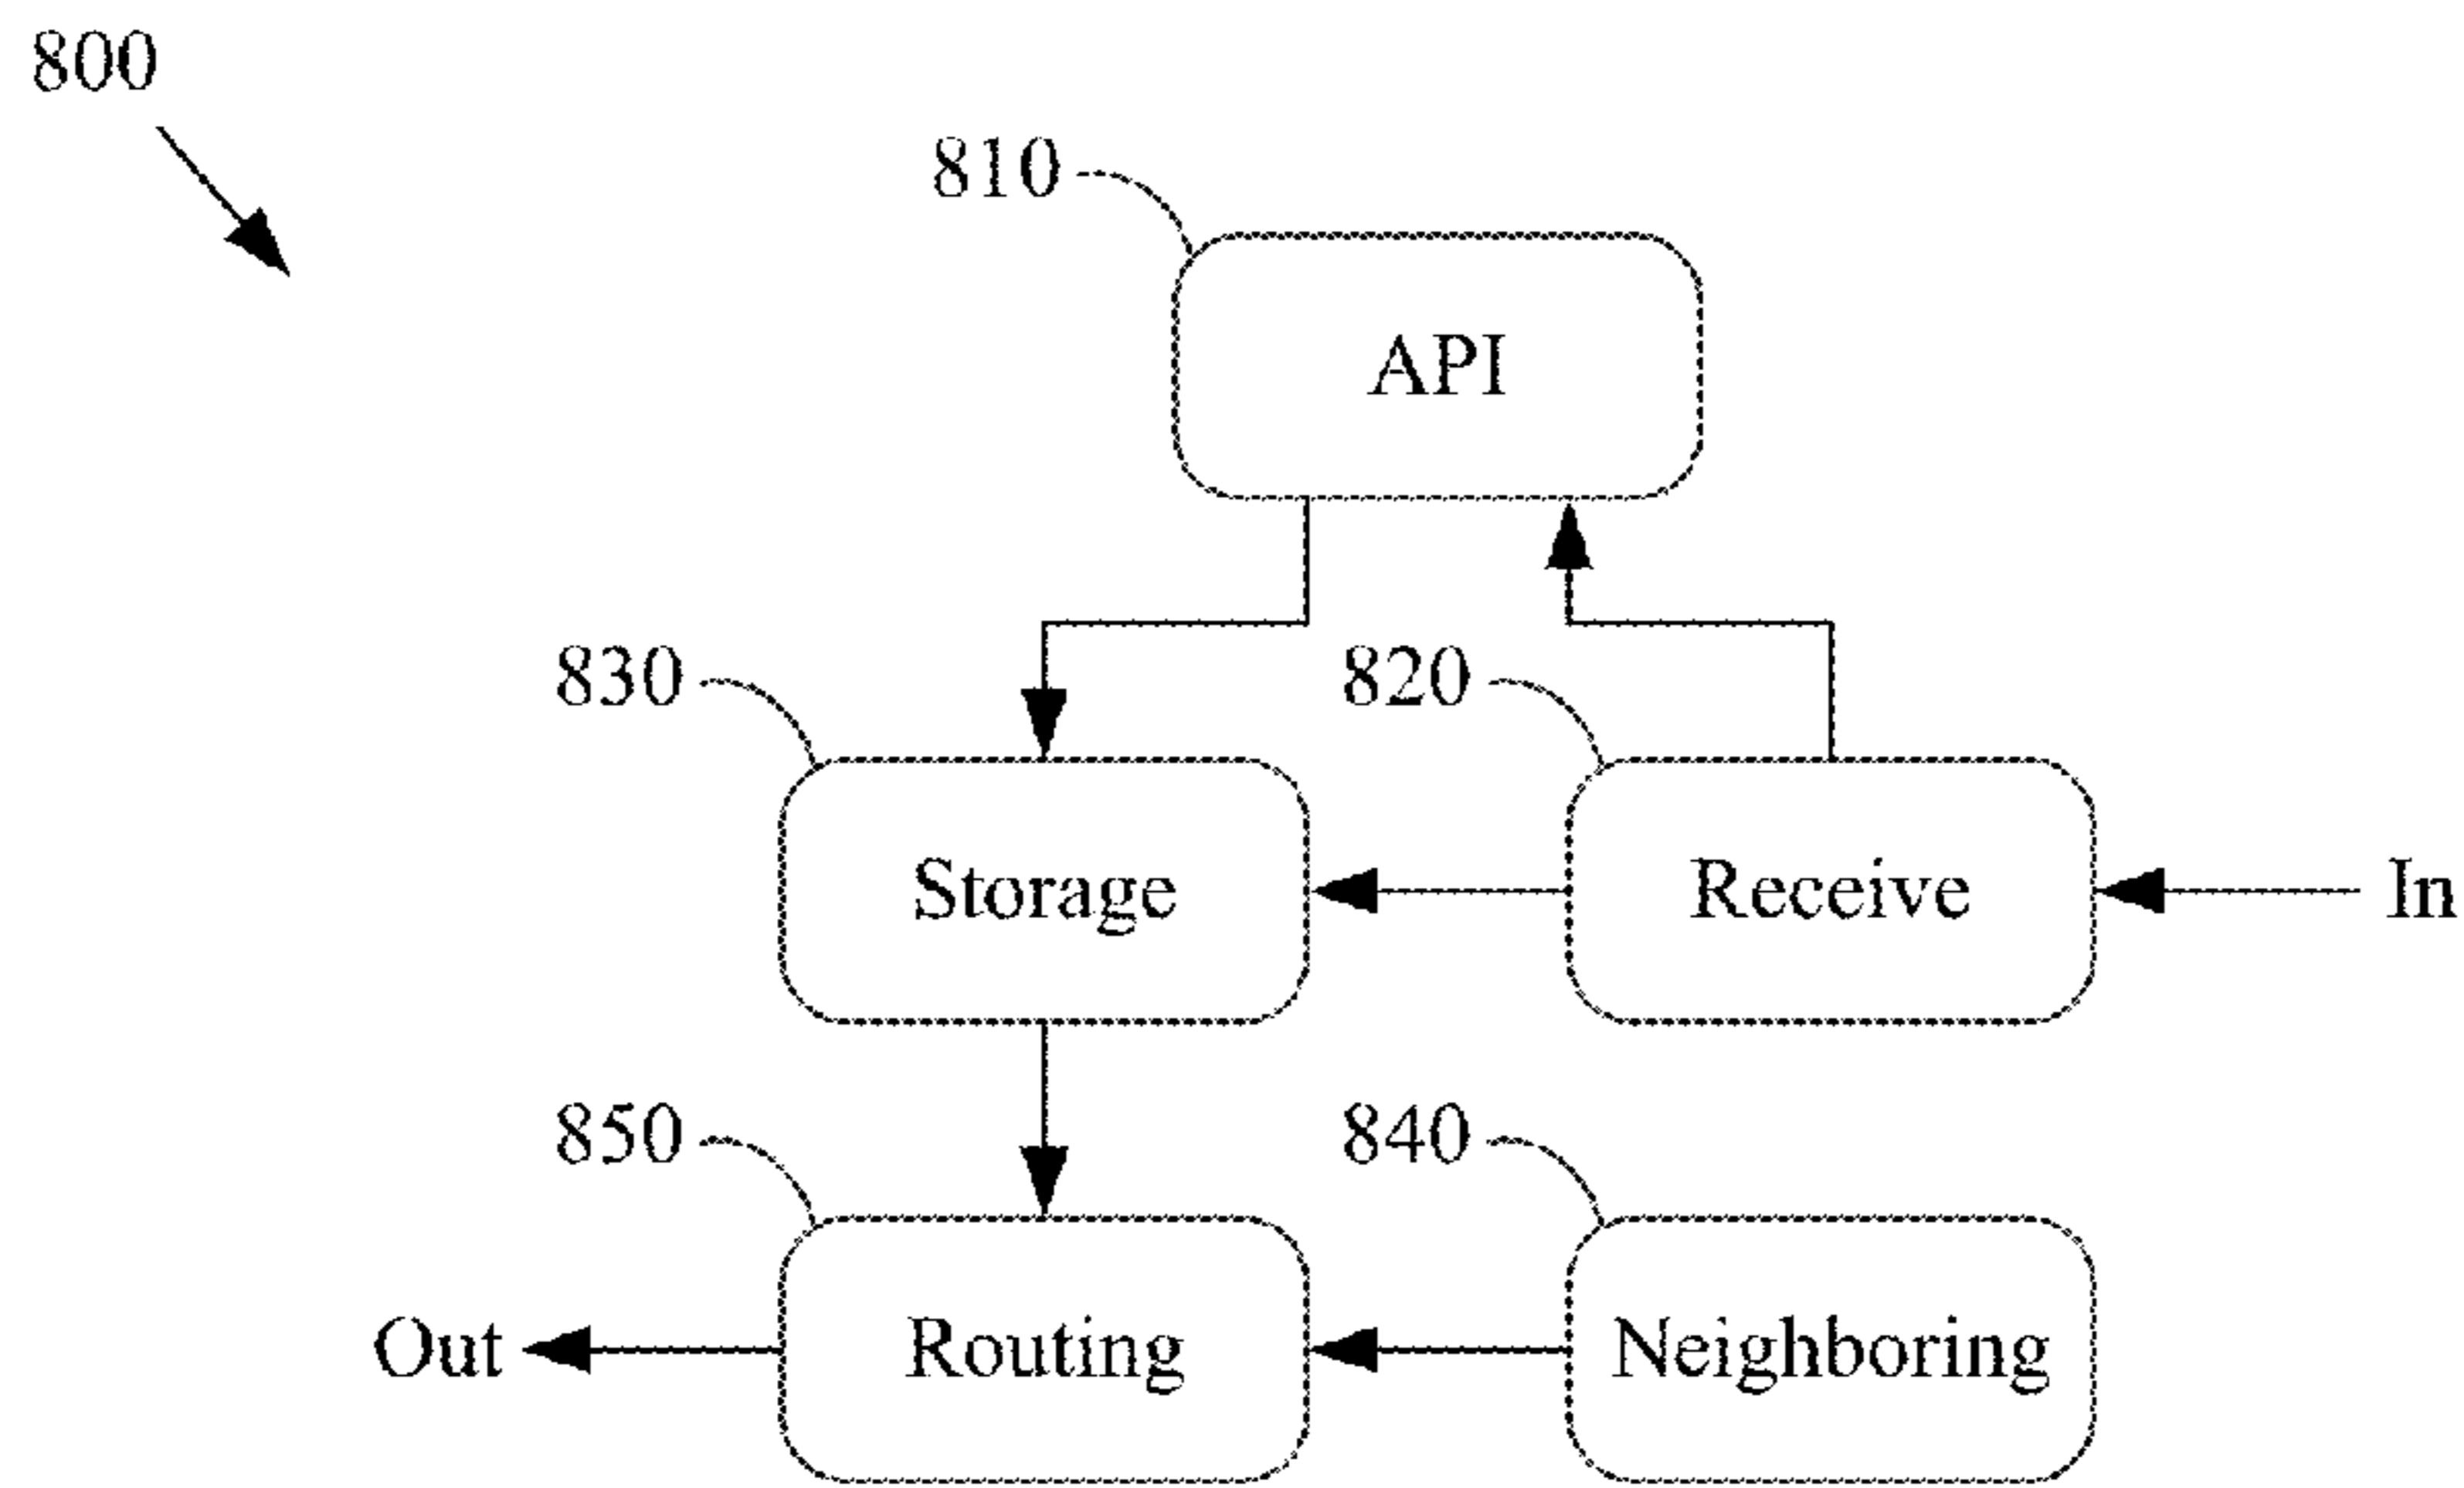 800
810
API
830
820
Storage
Receive
In
850
840
Out
Routing
Neighboring